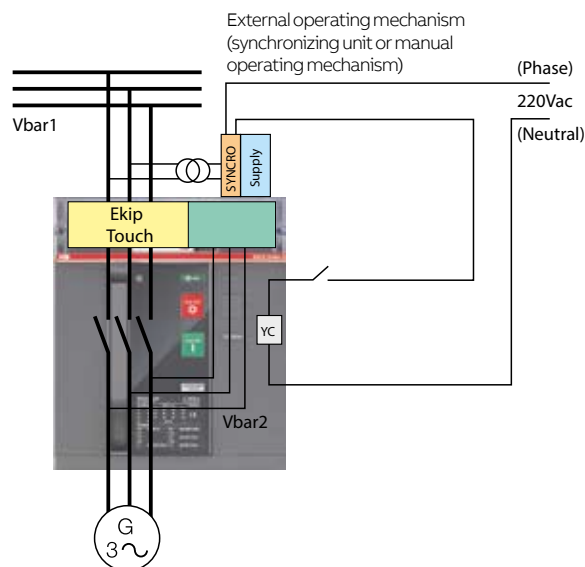 External operating mechanism
(synchronizing unit or manual
operating mechanism)
(Phase)
220Vac
(Neutral)
Vbar1
SYNCRO
Supply
Ekip
Touch
YC
Vbar2
G
3